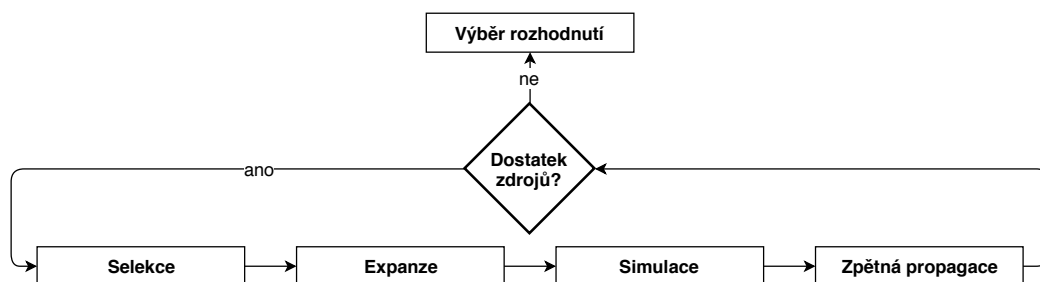 Výběr rozhodnutí
ne
Dostatek
zdrojů?
ano
Selekce
Expanze
Simulace
Zpětná propagace